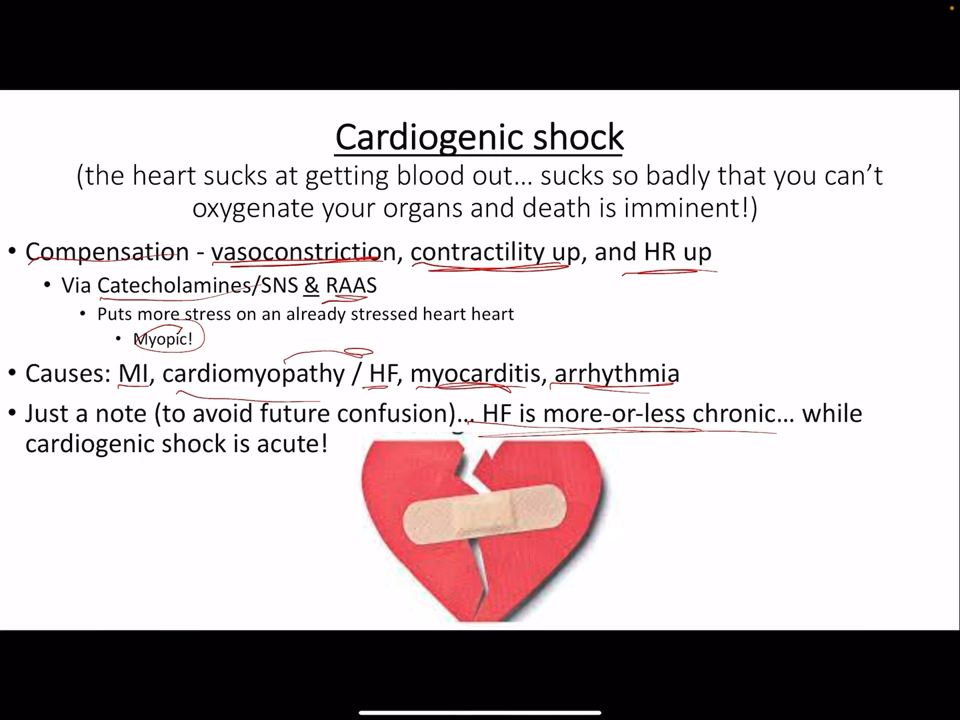 Cardiogenic shock
(the heart sucks at getting blood out... sucks so badly that you can't
oxygenate your organs and death is imminent!)
• Compensation - vasoconstriction, contractility up, and HR up
• Via Catecholamines/SNS & RAAS
• Puts more stress on an already stressed heart heart
• Myopic!
• Causes: MI, cardiomyopathy / HF, myocarditis, arrhythmia
• Just a note (to avoid future confusion)... HF is more-or-less chronic... while
cardiogenic shock is acute!